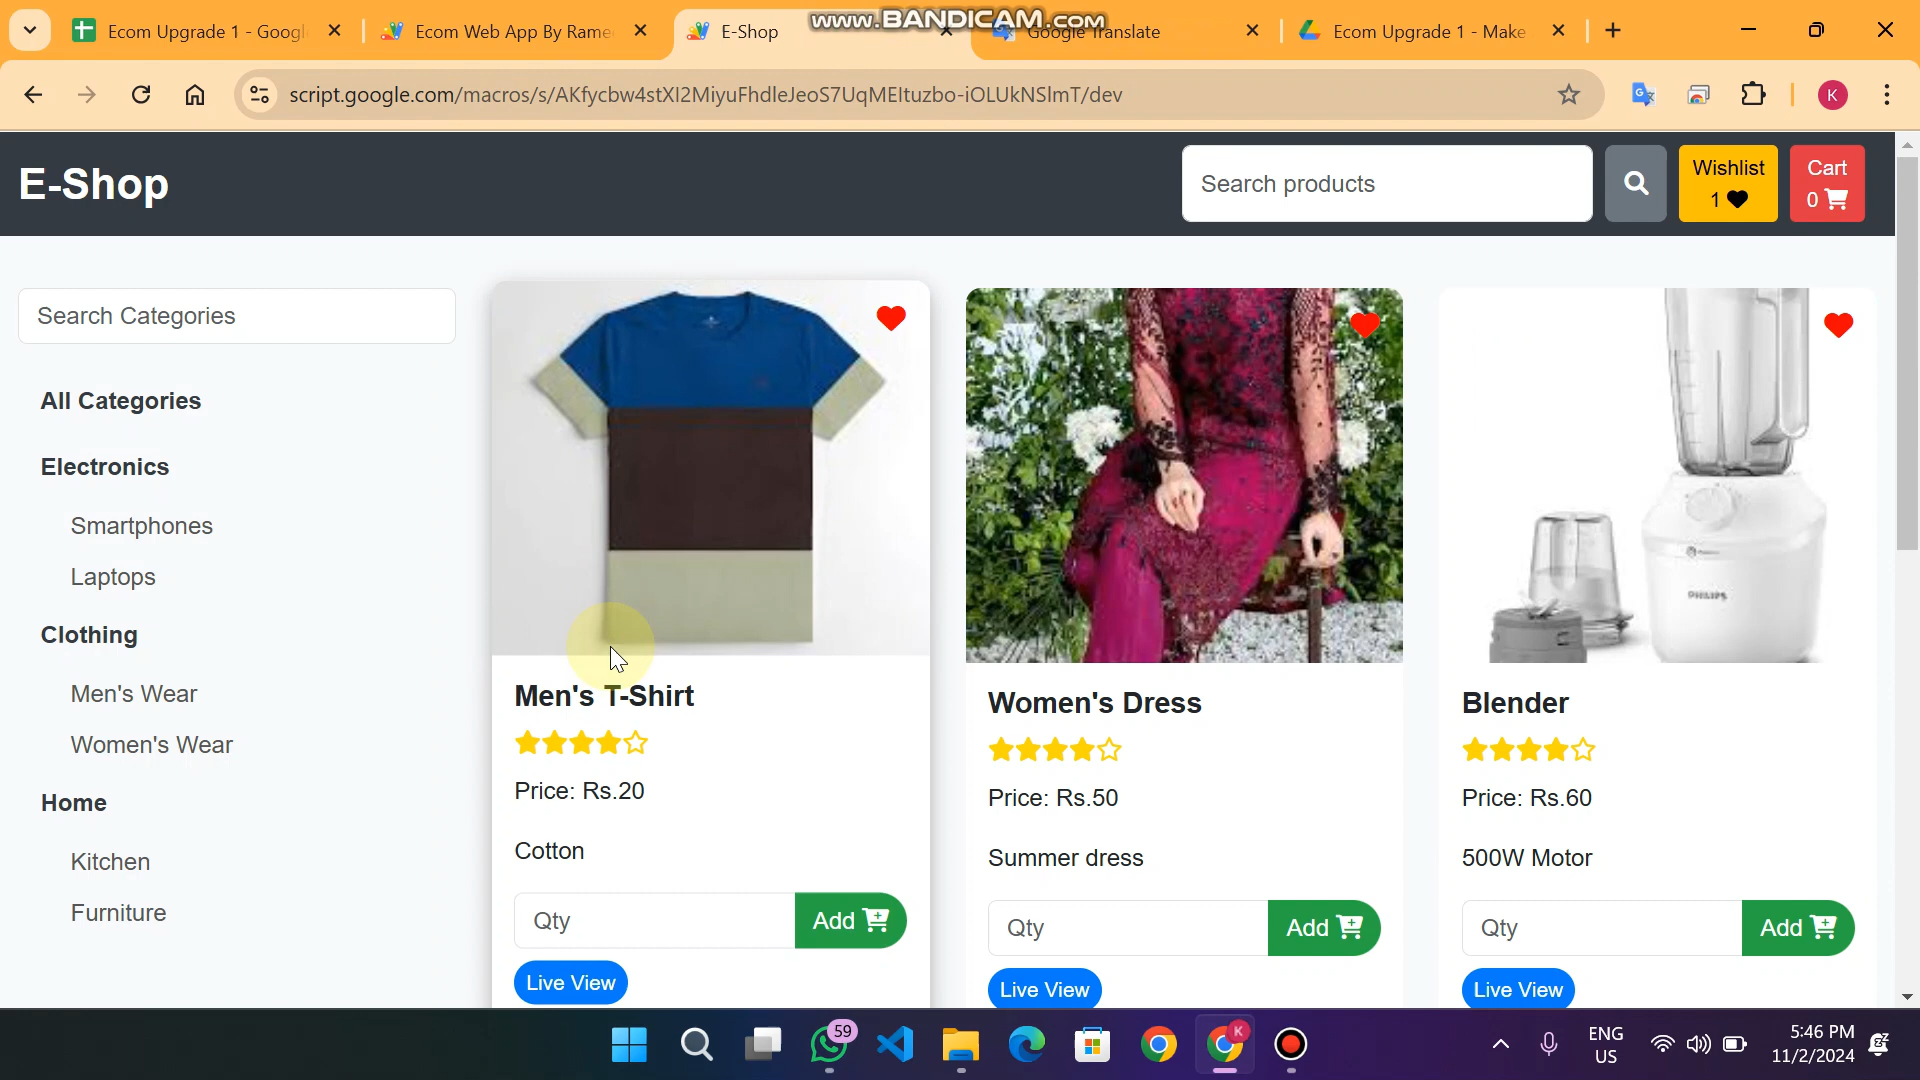 Ecom Upgrade 1 - Googl
Ecom Web App By Rame
E-Shop
www.BANDICAM.com
Google Translate
Ecom Upgrade 1 - Make
script.google.com/macros/s/AKfycbw4stXI2MiyuFhdleJeoS7UqMEItuzbo-iOLUkNSlmT/dev
K
E-Shop
Search products
Wishlist
1
Cart
0
Search Categories
All Categories
Electronics
Smartphones
Laptops
Clothing
Men's Wear
Women's Wear
Home
Kitchen
Furniture
Men's T-Shirt
Price: Rs.20
Cotton
Qty
Add
Live View
Women's Dress
Price: Rs.50
Summer dress
Qty
Add
Live View
PHILIPS
Blender
Price: Rs.60
500W Motor
Qty
Add
Live View
59
K
ENG
US
5:46 PM
11/2/2024